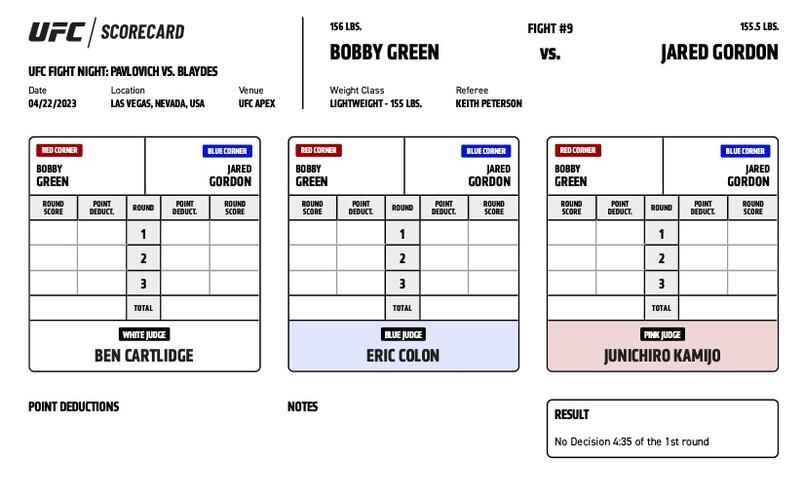 UFC SCORECARD
UFC FIGHT NIGHT: PAVLOVICH VS. BLAYDES
Date Location Venue
04/22/2023 LAS VEGAS, NEVADA, USA UFC APEX
156 LBS. FIGHT #9 155.5 LBS.
BOBBY GREEN VS. JARED GORDON
Weight Class Referee
LIGHTWEIGHT - 155 LBS. KEITH PETERSON
RED CORNER BLUE CORNER
BOBBY JARED
GREEN GORDON
ROUND POINT ROUND POINT ROUND
SCORE DEDUCT. DEDUCT. SCORE
1
2
3
TOTAL
WHITE JUDGE
BEN CARTLIDGE
RED CORNER BLUE CORNER
BOBBY JARED
GREEN GORDON
ROUND POINT ROUND POINT ROUND
SCORE DEDUCT. DEDUCT. SCORE
1
2
3
TOTAL
BLUE JUDGE
ERIC COLON
RED CORNER BLUE CORNER
BOBBY JARED
GREEN GORDON
ROUND POINT ROUND POINT ROUND
SCORE DEDUCT. DEDUCT. SCORE
1
2
3
TOTAL
PINK JUDGE
JUNICHIRO KAMIJO
POINT DEDUCTIONS
NOTES
RESULT
No Decision 4:35 of the 1st round